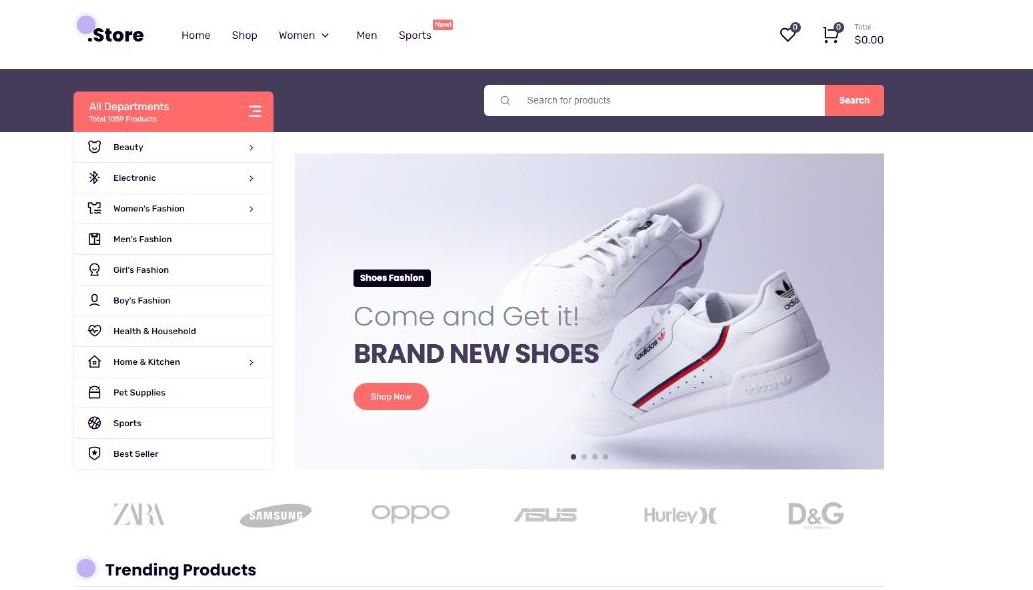 .Store
Home
Shop
Women
Men
Sports
New!
0
0
Total
$0.00
All Departments
Total 1059 Products
Search for products
Search
Beauty
Electronic
Women's Fashion
Men's Fashion
Girl's Fashion
Boy's Fashion
Health & Household
Home & Kitchen
Pet Supplies
Sports
Best Seller
Shoes Fashion
Come and Get it!
BRAND NEW SHOES
Shop Now
adidas
adidas
adidas
ZARA
SAMSUNG
oppo
ASUS
Hurley
D&G
Trending Products